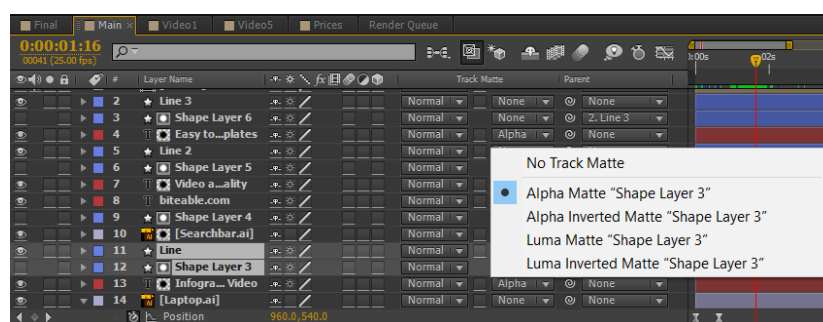 Final Main × Video1 Video5 Prices Render Queue
0:00:01:16
00041 (25.00 fps)
):00s 02s
# Layer Name fx Track Matte Parent
2 Line 3 Normal None None
3 Shape Layer 6 Normal None 2. Line 3
4 T Easy to...plates Normal Alpha None
5 Line 2 Normal
6 Shape Layer 5 Normal
7 T Video a...ality Normal
8 T biteable.com Normal
9 Shape Layer 4 Normal
10 [Searchbar.ai] Normal
11 Line Normal
12 Shape Layer 3 Normal
13 T Infogra... Video Normal Alpha None
14 [Laptop.ai] Normal None None
Position 960.0,540.0
No Track Matte
Alpha Matte “Shape Layer 3”
Alpha Inverted Matte “Shape Layer 3”
Luma Matte “Shape Layer 3”
Luma Inverted Matte “Shape Layer 3”